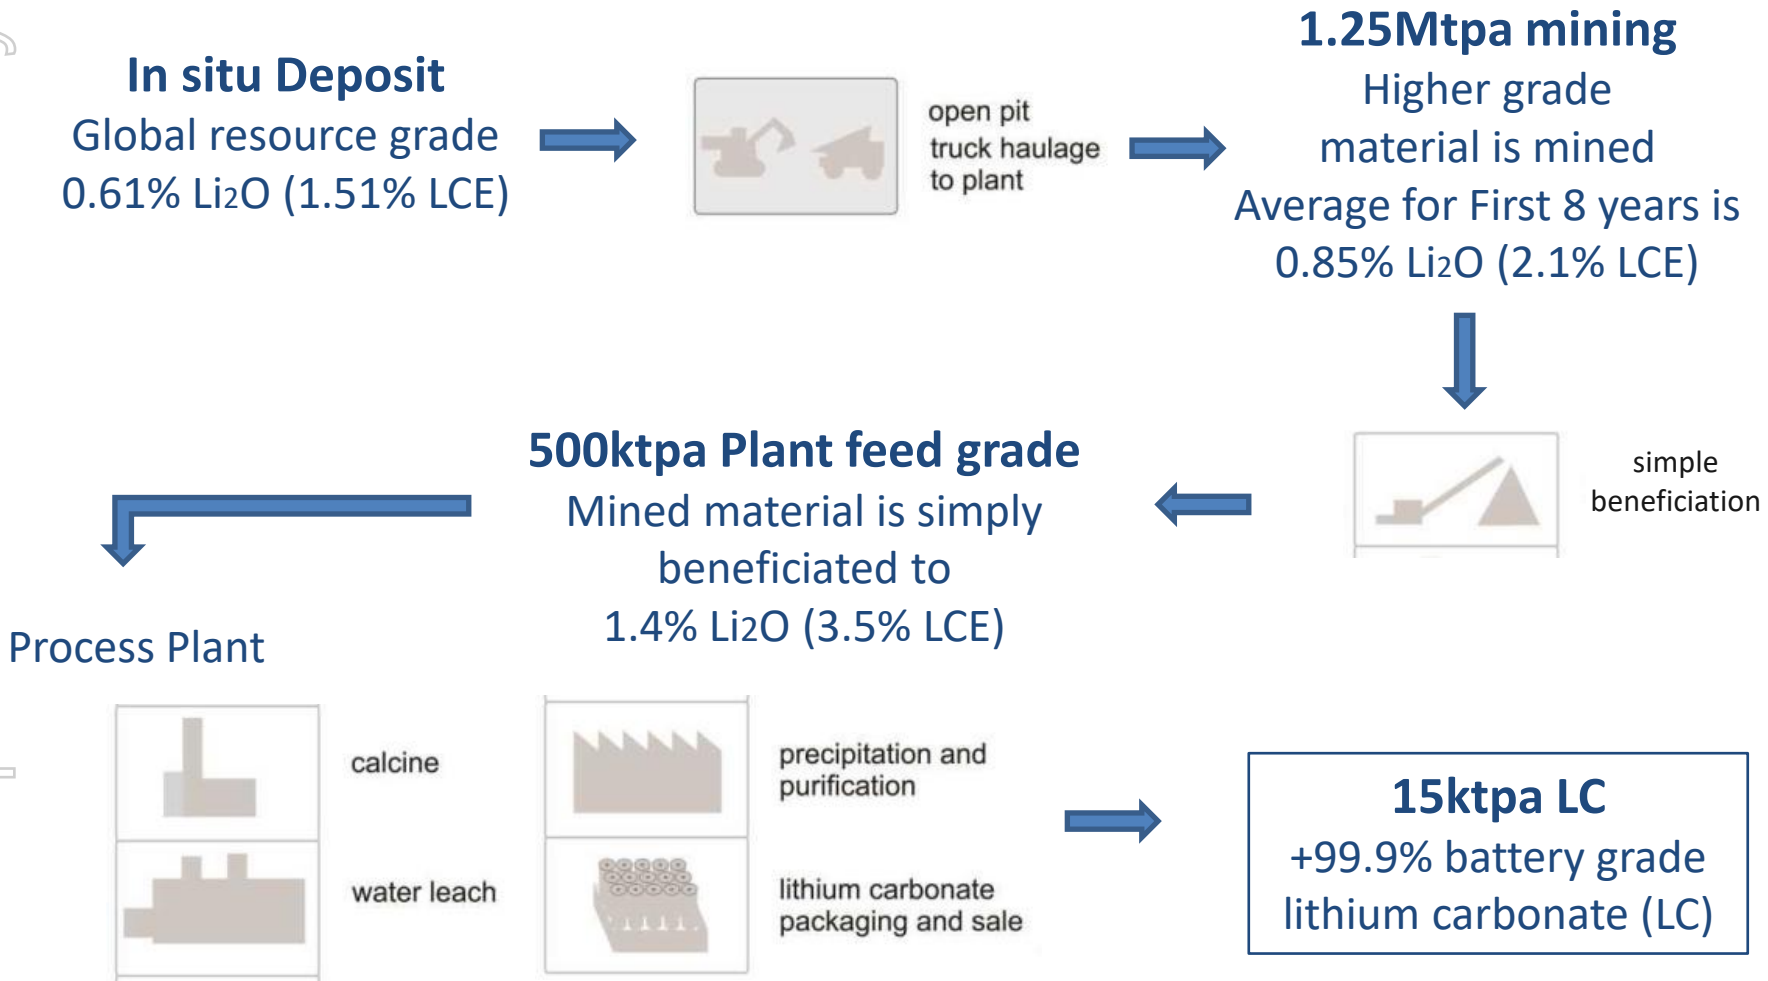 In situ Deposit
Global resource grade
0.61% Li2O (1.51% LCE)
open pit
truck haulage
to plant
1.25Mtpa mining
Higher grade
material is mined
Average for First 8 years is
0.85% Li2O (2.1% LCE)
simple
beneficiation
500ktpa Plant feed grade
Mined material is simply
beneficiated to
1.4% Li2O (3.5% LCE)
Process Plant
calcine
water leach
precipitation and
purification
lithium carbonate
packaging and sale
15ktpa LC
+99.9% battery grade
lithium carbonate (LC)